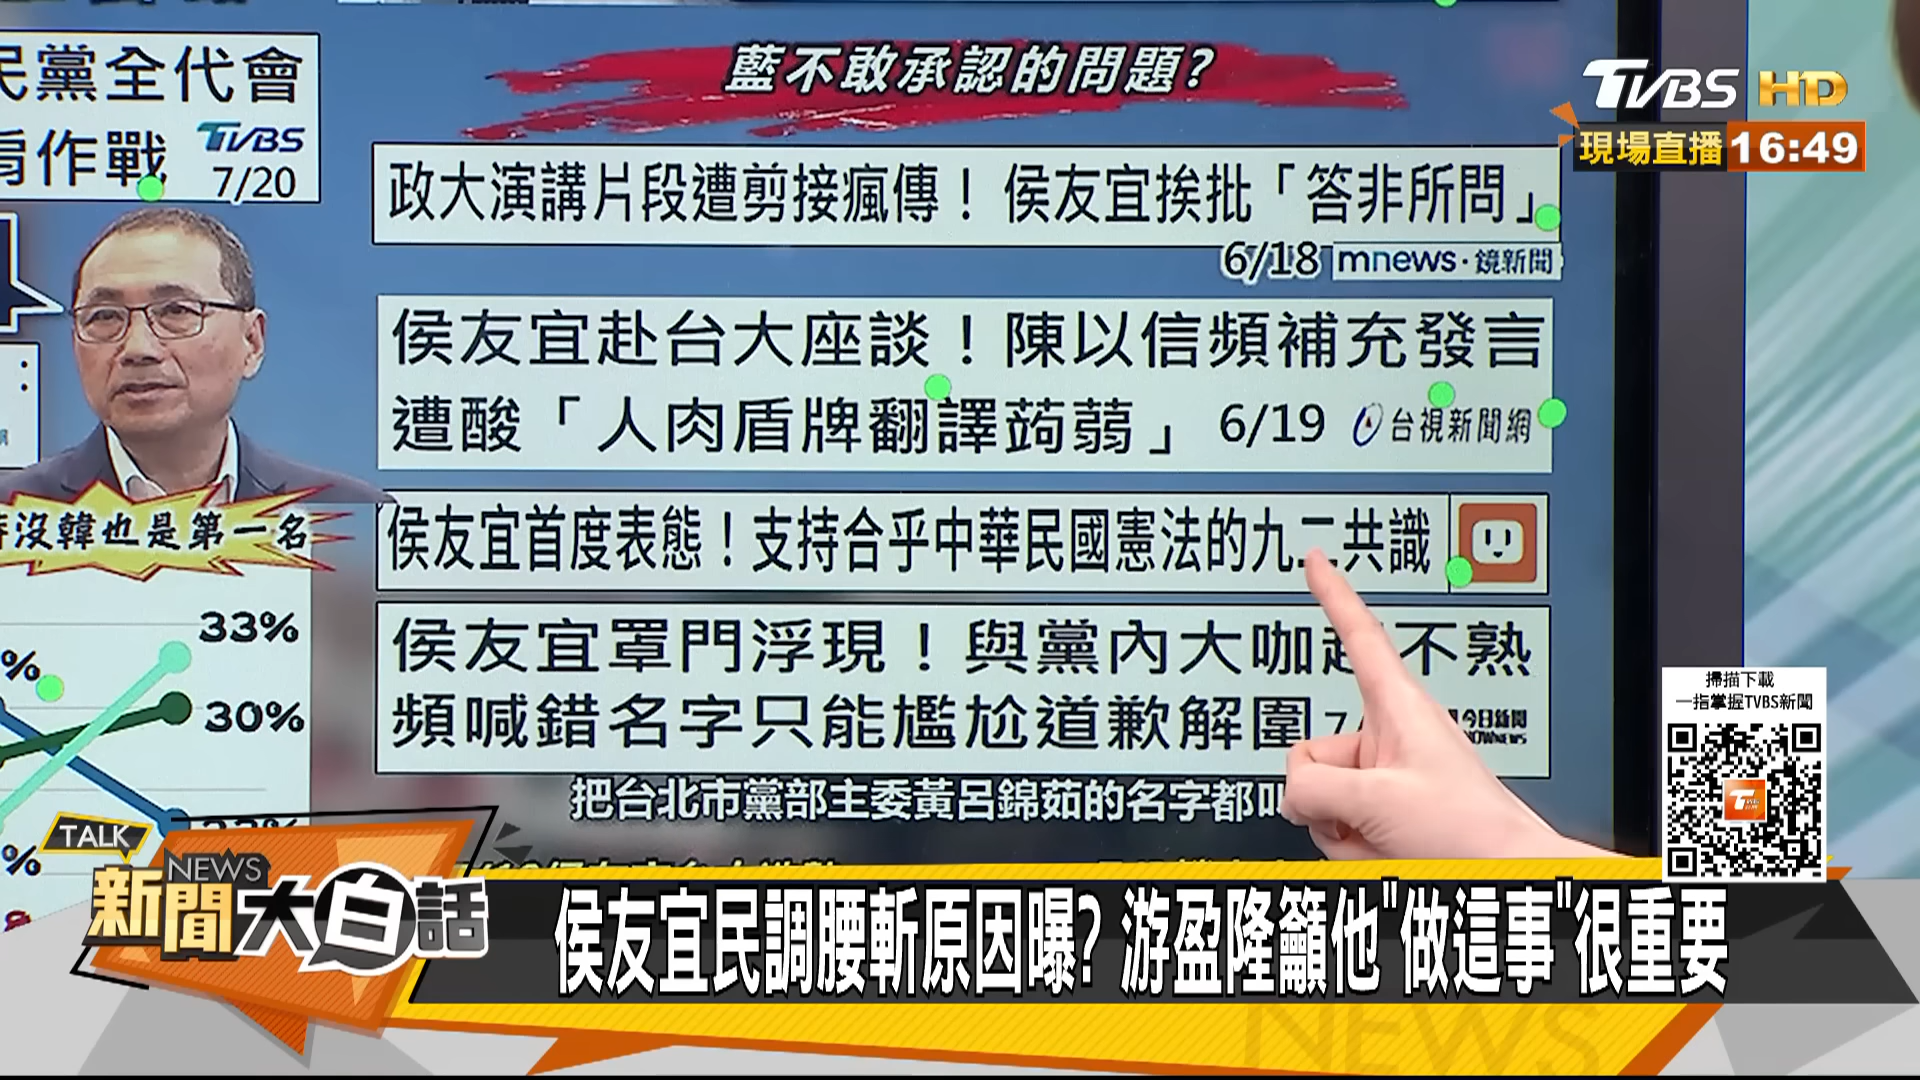 民黨全代會
肩作戰
TVBS
7/20
藍不敢承認的問題?
TVBS HD
現場直播 16:49
政大演講片段遭剪接瘋傳! 侯友宜挨批「答非所問」
6/18 mnews·鏡新聞
侯友宜赴台大座談!陳以信頻補充發言
遭酸「人肉盾牌翻譯蒟蒻」 6/19 台視新聞網
侯友宜首度表態!支持合乎中華民國憲法的九二共識
侯友宜罩門浮現!與黨內大咖超不熟
頻喊錯名字只能尷尬道歉解圍 7/ 今日新聞
NOWnews
把台北市黨部主委黃呂錦茹的名字都叫
沒韓也是第一名
33%
%
30%
%
掃描下載
一指掌握TVBS新聞
TALK
NEWS
新聞大白話
侯友宜民調腰斬原因曝? 游盈隆籲他"做這事"很重要
NEWS